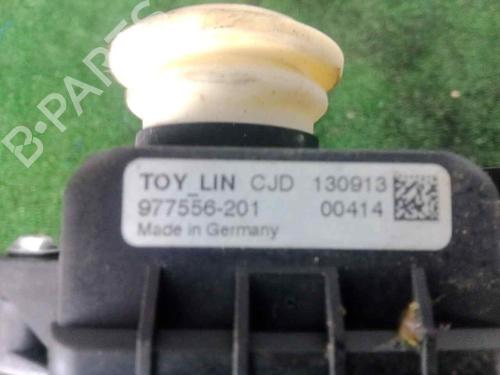 B-PARTS
TOY_LIN CJD 130913
977556-201 00414
Made in Germany